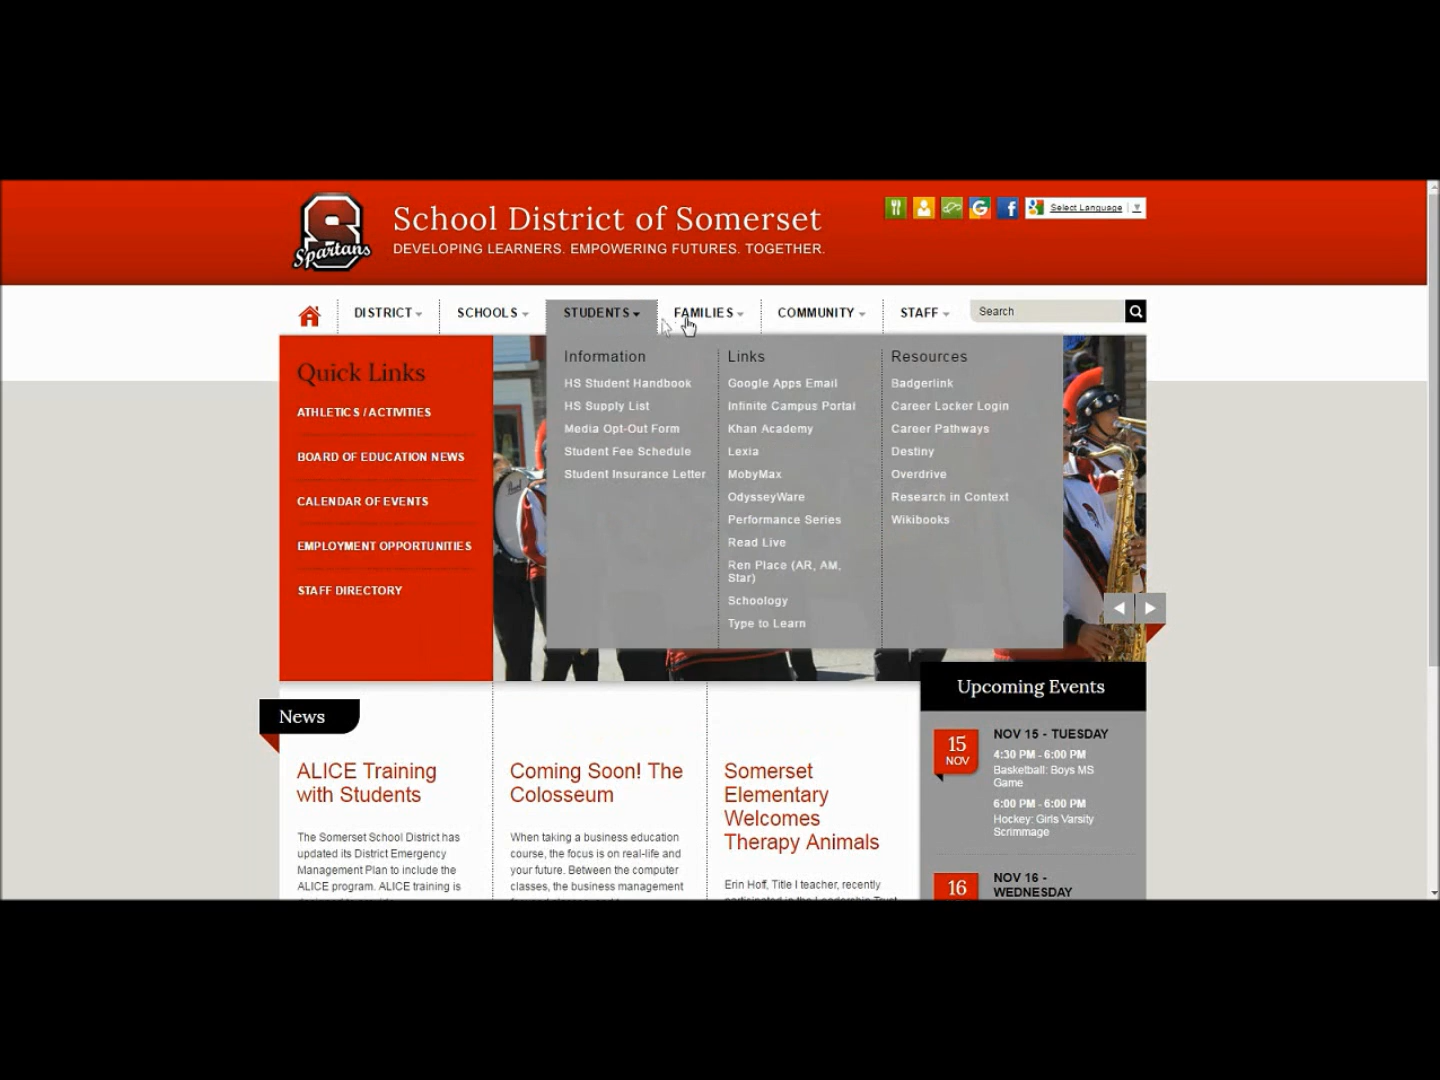 School District of Somerset
DEVELOPING LEARNERS. EMPOWERING FUTURES. TOGETHER.
Spartans
Select Language
DISTRICT
SCHOOLS
STUDENTS
FAMILIES
COMMUNITY
STAFF
Search
Quick Links
ATHLETICS / ACTIVITIES
BOARD OF EDUCATION NEWS
CALENDAR OF EVENTS
EMPLOYMENT OPPORTUNITIES
STAFF DIRECTORY
Information
HS Student Handbook
HS Supply List
Media Opt-Out Form
Student Fee Schedule
Student Insurance Letter
Links
Google Apps Email
Infinite Campus Portal
Khan Academy
Lexia
MobyMax
OdysseyWare
Performance Series
Read Live
Ren Place (AR, AM,
Star)
Schoology
Type to Learn
Resources
Badgerlink
Career Locker Login
Career Pathways
Destiny
Overdrive
Research in Context
Wikibooks
News
ALICE Training
with Students
The Somerset School District has
updated its District Emergency
Management Plan to include the
ALICE program. ALICE training is
Coming Soon! The
Colosseum
When taking a business education
course, the focus is on real-life and
your future. Between the computer
classes, the business management
Somerset
Elementary
Welcomes
Therapy Animals
Erin Hoff, Title I teacher, recently
Upcoming Events
15
NOV
NOV 15 - TUESDAY
4:30 PM - 6:00 PM
Basketball: Boys MS
Game
6:00 PM - 6:00 PM
Hockey: Girls Varsity
Scrimmage
16
NOV 16 -
WEDNESDAY